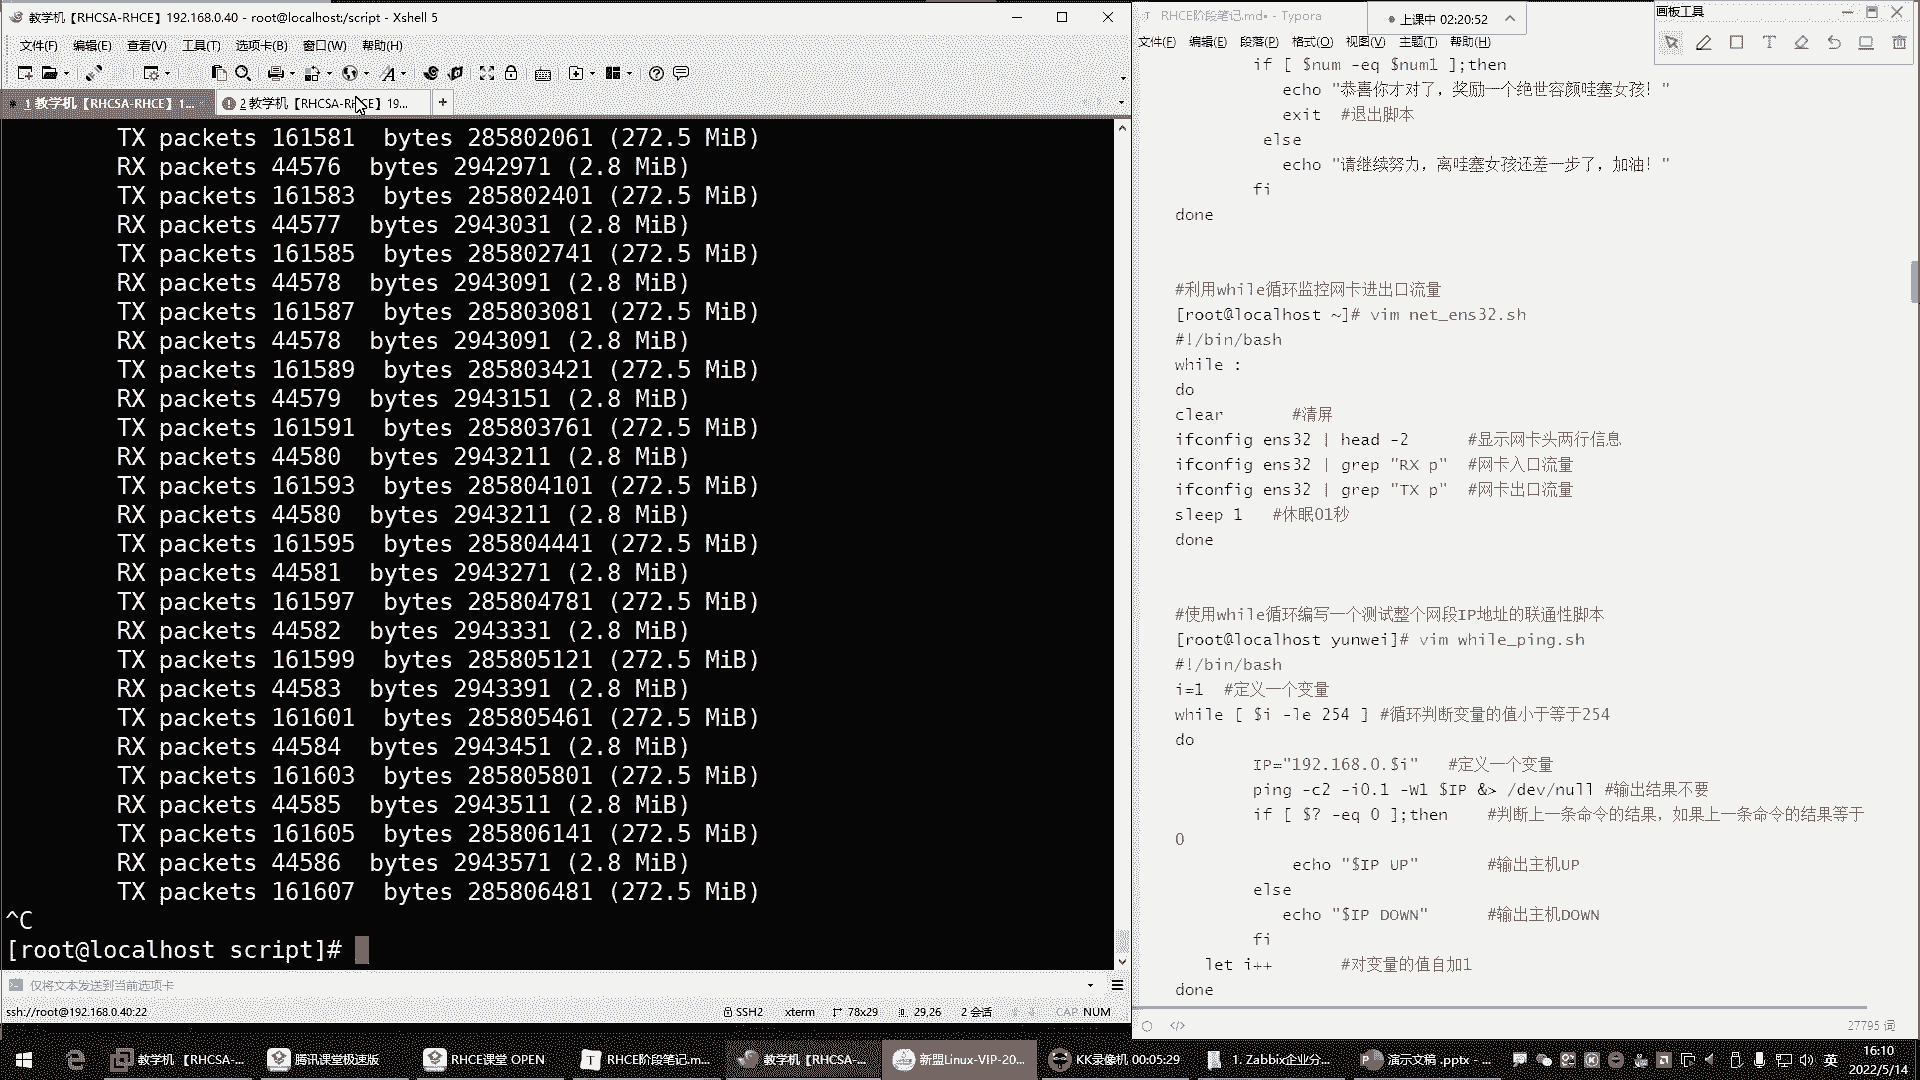 教学机【RHCSA-RHCE】192.168.0.40 - root@localhost:/script - Xshell 5
文件(F) 编辑(E) 查看(V) 工具(T) 选项卡(B) 窗口(W) 帮助(H)
1 教学机【RHCSA-RHCE】1...
2 教学机【RHCSA-RHCE】19...
TX packets 161581  bytes 285802061 (272.5 MiB)
RX packets 44576  bytes 2942971 (2.8 MiB)
TX packets 161583  bytes 285802401 (272.5 MiB)
RX packets 44577  bytes 2943031 (2.8 MiB)
TX packets 161585  bytes 285802741 (272.5 MiB)
RX packets 44578  bytes 2943091 (2.8 MiB)
TX packets 161587  bytes 285803081 (272.5 MiB)
RX packets 44578  bytes 2943091 (2.8 MiB)
TX packets 161589  bytes 285803421 (272.5 MiB)
RX packets 44579  bytes 2943151 (2.8 MiB)
TX packets 161591  bytes 285803761 (272.5 MiB)
RX packets 44580  bytes 2943211 (2.8 MiB)
TX packets 161593  bytes 285804101 (272.5 MiB)
RX packets 44580  bytes 2943211 (2.8 MiB)
TX packets 161595  bytes 285804441 (272.5 MiB)
RX packets 44581  bytes 2943271 (2.8 MiB)
TX packets 161597  bytes 285804781 (272.5 MiB)
RX packets 44582  bytes 2943331 (2.8 MiB)
TX packets 161599  bytes 285805121 (272.5 MiB)
RX packets 44583  bytes 2943391 (2.8 MiB)
TX packets 161601  bytes 285805461 (272.5 MiB)
RX packets 44584  bytes 2943451 (2.8 MiB)
TX packets 161603  bytes 285805801 (272.5 MiB)
RX packets 44585  bytes 2943511 (2.8 MiB)
TX packets 161605  bytes 285806141 (272.5 MiB)
RX packets 44586  bytes 2943571 (2.8 MiB)
TX packets 161607  bytes 285806481 (272.5 MiB)
^C
[root@localhost script]#
仅将文本发送到当前选项卡
ssh://root@192.168.0.40:22 SSH2 xterm 78x29 29,26 2 会话 CAP NUM
RHCE阶段笔记.md• - Typora
上课中 02:20:52
画板工具
文件(F) 编辑(E) 段落(P) 格式(O) 视图(V) 主题(T) 帮助(H)
if [ $num -eq $num1 ];then
echo "恭喜你才对了，奖励一个绝世容颜哇塞女孩！"
exit  #退出脚本
else
echo "请继续努力，离哇塞女孩还差一步了，加油！"
fi
done
#利用while循环监控网卡进出口流量
[root@localhost ~]# vim net_ens32.sh
#!/bin/bash
while :
do
clear       #清屏
ifconfig ens32 | head -2      #显示网卡头两行信息
ifconfig ens32 | grep "RX p"  #网卡入口流量
ifconfig ens32 | grep "TX p"  #网卡出口流量
sleep 1   #休眠01秒
done
#使用while循环编写一个测试整个网段IP地址的联通性脚本
[root@localhost yunwei]# vim while_ping.sh
#!/bin/bash
i=1  #定义一个变量
while [ $i -le 254 ] #循环判断变量的值小于等于254
do
IP="192.168.0.$i"   #定义一个变量
ping -c2 -i0.1 -W1 $IP &> /dev/null #输出结果不要
if [ $? -eq 0 ];then    #判断上一条命令的结果，如果上一条命令的结果等于
0
echo "$IP UP"       #输出主机UP
else
echo "$IP DOWN"      #输出主机DOWN
fi
let i++       #对变量的值自加1
done
27795 词
教学机【RHCSA-... 腾讯课堂极速版 RHCE课堂 OPEN RHCE阶段笔记.m... 教学机【RHCSA-... 新盟Linux-VIP-20... KK录像机 00:05:29 1. Zabbix企业分... 演示文稿 .pptx - ... 英
16:10
2022/5/14